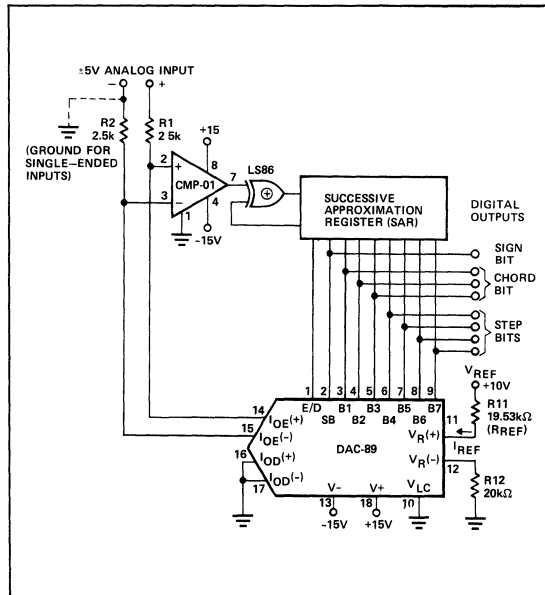 ±5V ANALOG INPUT
− +
R2
2.5k
R1
2 5k
(GROUND FOR
SINGLE–ENDED
INPUTS)
+15
LS86
2
+
8
7
CMP-01
3
−
1
4
-15V
SUCCESSIVE
APPROXIMATION
REGISTER (SAR)
DIGITAL
OUTPUTS
SIGN
BIT
CHORD
BIT
STEP
BITS
1 2 3 4 5 6 7 8 9
E/D SB B1 B2 B3 B4 B5 B6 B7
VREF
+10V
R11
19.53kΩ
(RREF)
11
VR(+)
IREF
VR(−)
12
R12
20kΩ
14
IOE(+)
15
IOE(−)
16
IOD(+)
17
IOD(−)
DAC-89
V− V+ VLC
13 18 10
-15V +15V